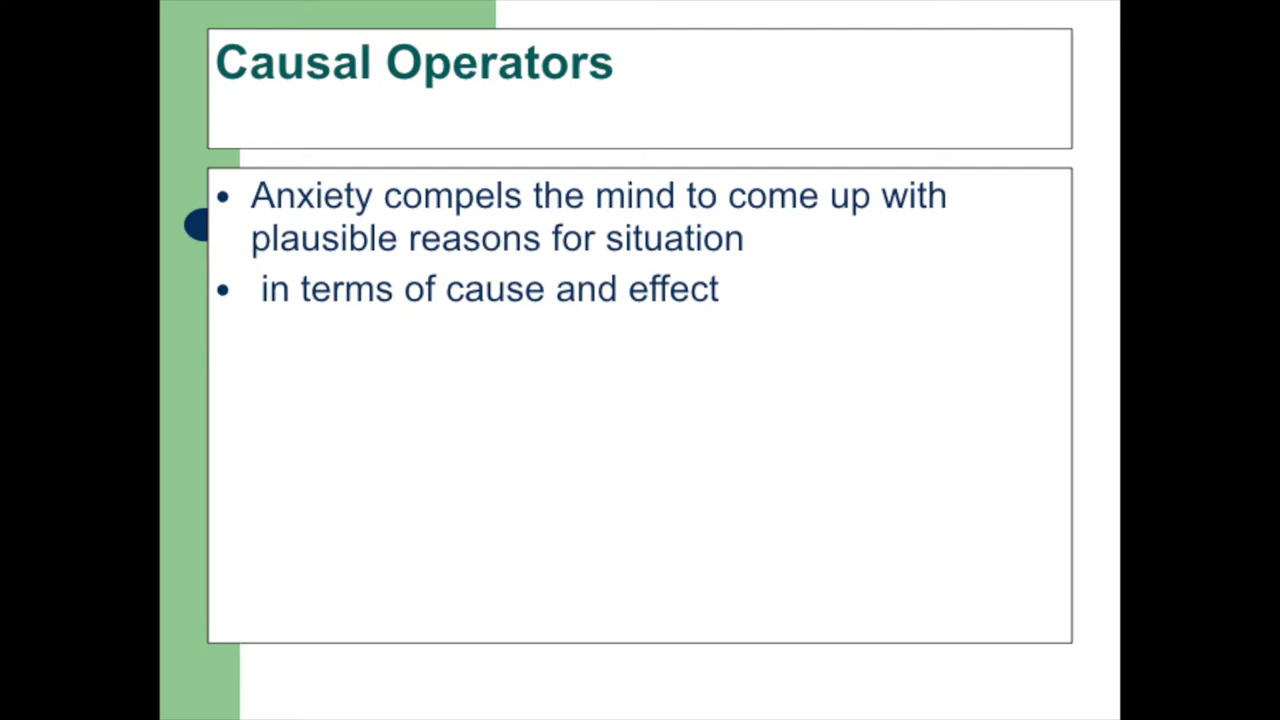 Causal Operators
• Anxiety compels the mind to come up with
plausible reasons for situation
• in terms of cause and effect